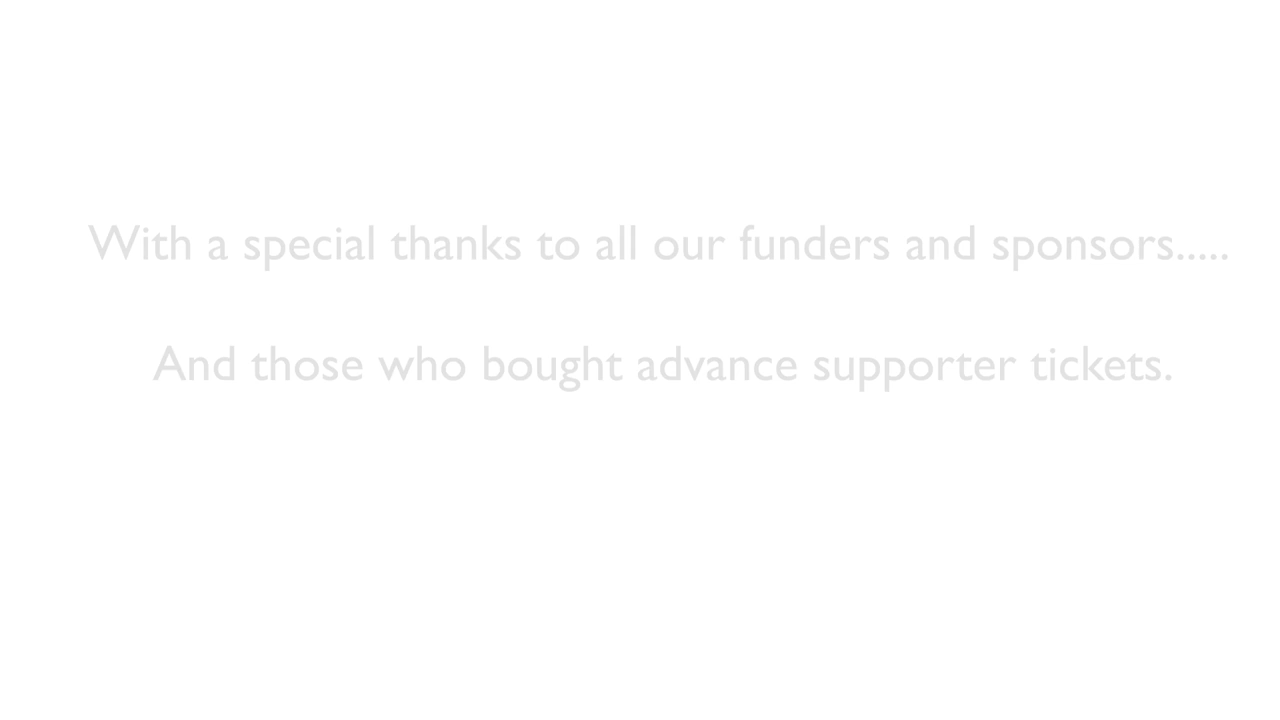 With a special thanks to all our funders and sponsors.....
And those who bought advance supporter tickets.